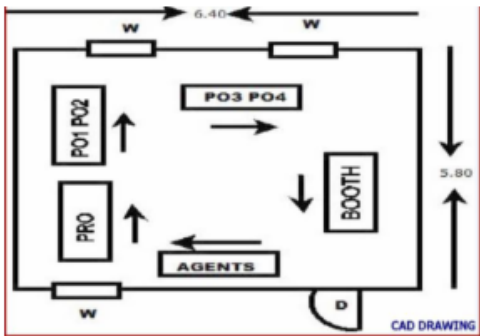 6.40
W
W
PO1 PO2
PO3 PO4
5.80
BOOTH
PRO
AGENTS
W
D
CAD DRAWING